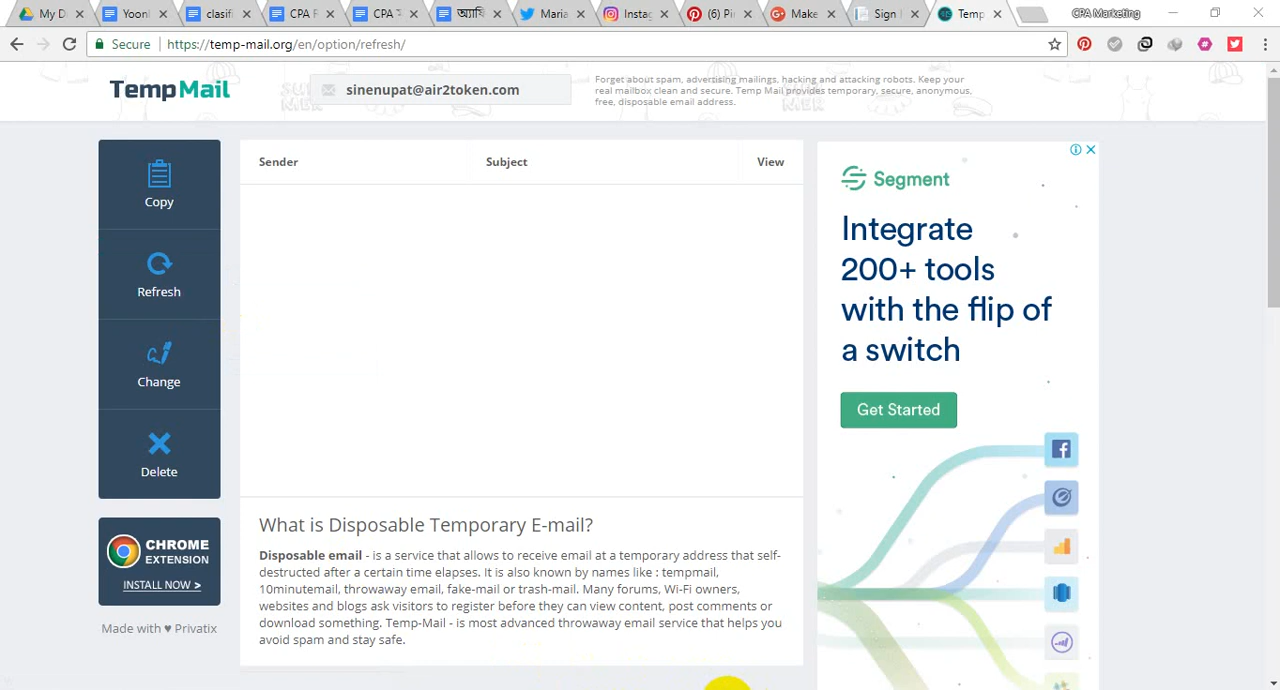 My D
Yoonl
clasifi
CPA F
CPA
অ্যাফি
Maria
Instag
(6) Pi
Make
Sign
Temp
CPA Marketing
Secure
https://temp-mail.org/en/option/refresh/
TempMail
sinenupat@air2token.com
Forget about spam, advertising mailings, hacking and attacking robots. Keep your
real mailbox clean and secure. Temp Mail provides temporary, secure, anonymous,
free, disposable email address.
Copy
Refresh
Change
Delete
CHROME
EXTENSION
INSTALL NOW >
Made with ♥ Privatix
Sender Subject View
What is Disposable Temporary E-mail?
Disposable email - is a service that allows to receive email at a temporary address that self-
destructed after a certain time elapses. It is also known by names like : tempmail,
10minutemail, throwaway email, fake-mail or trash-mail. Many forums, Wi-Fi owners,
websites and blogs ask visitors to register before they can view content, post comments or
download something. Temp-Mail - is most advanced throwaway email service that helps you
avoid spam and stay safe.
Segment
Integrate
200+ tools
with the flip of
a switch
Get Started